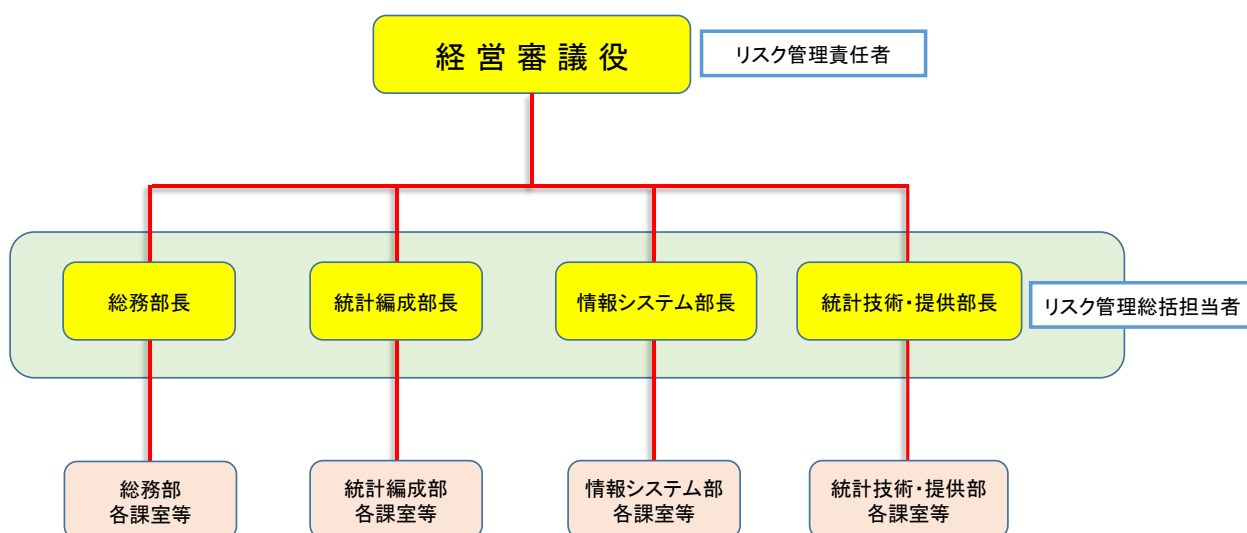 経営審議役
リスク管理責任者
総務部長
統計編成部長
情報システム部長
統計技術・提供部長
リスク管理総括担当者
総務部
各課室等
統計編成部
各課室等
情報システム部
各課室等
統計技術・提供部
各課室等